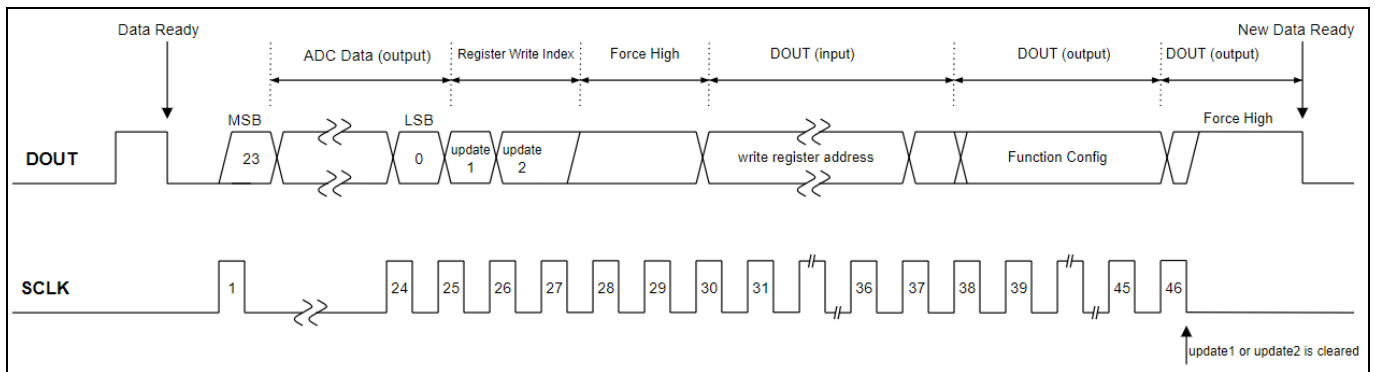 Data Ready
New Data Ready
ADC Data (output)
Register Write Index
Force High
DOUT (input)
DOUT (output)
DOUT (output)
MSB
LSB
Force High
DOUT
23
0
update
1
update
2
write register address
Function Config
SCLK
1
24
25
26
27
28
29
30
31
36
37
38
39
45
46
update1 or update2 is cleared